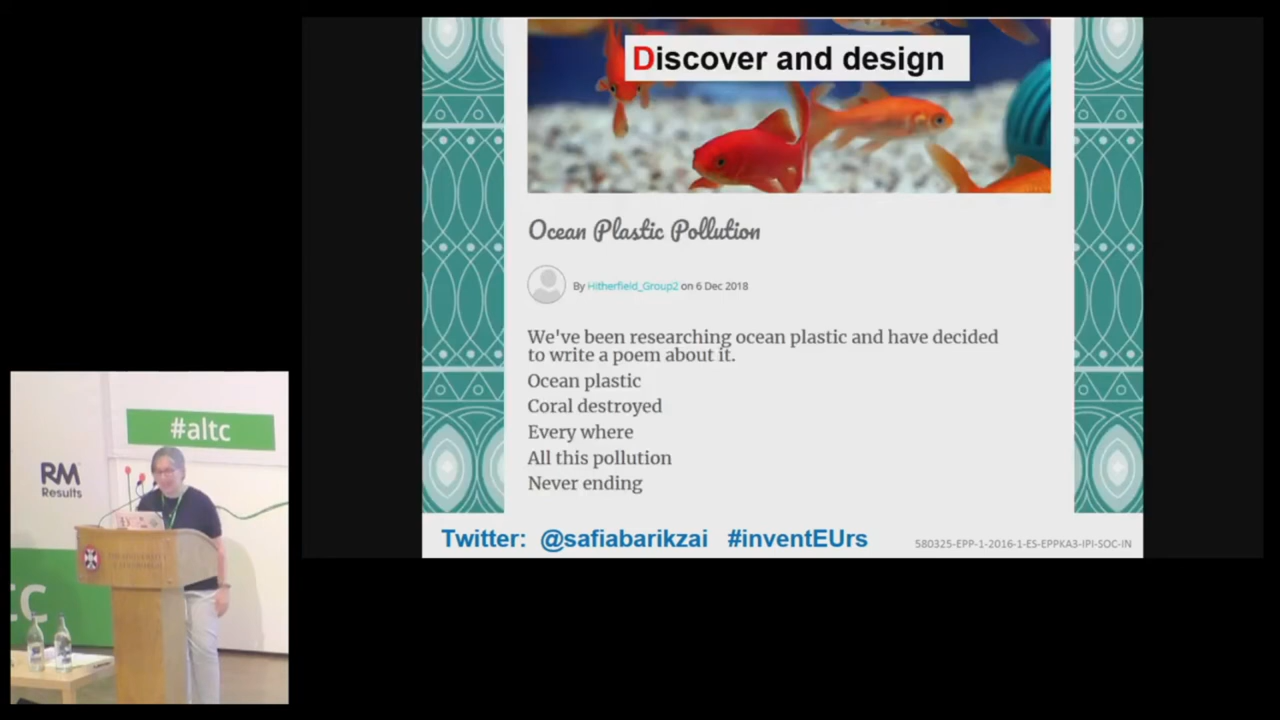 Discover and design
Ocean Plastic Pollution
By Hitherfield_Group2 on 6 Dec 2018
We've been researching ocean plastic and have decided
to write a poem about it.
Ocean plastic
Coral destroyed
Every where
All this pollution
Never ending
Twitter: @safiabarikzai #inventEUrs
580325-EPP-1-2016-1-ES-EPPKA3-IPI-SOC-IN
#altc
RM
Results